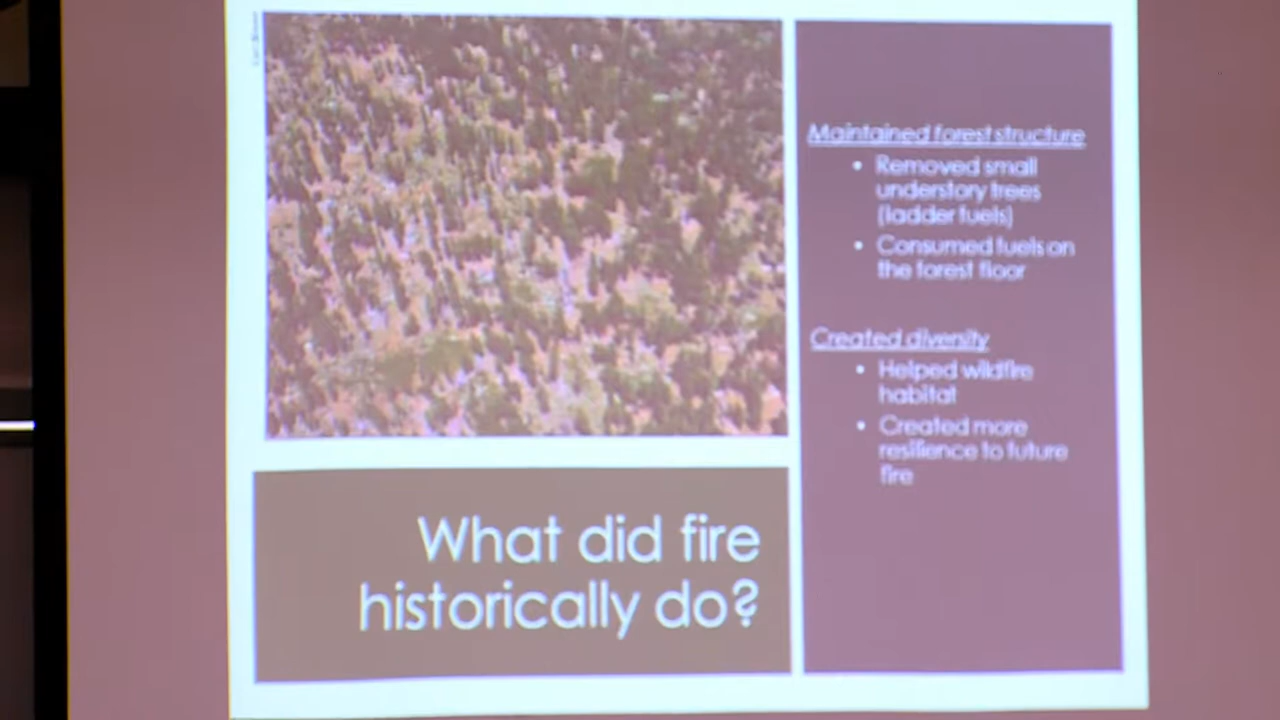 Maintained forest structure
• Removed small
understory trees
(ladder fuels)
• Consumed fuels on
the forest floor
Created diversity
• Helped wildfire
habitat
• Created more
resilience to future
fire
What did fire
historically do?